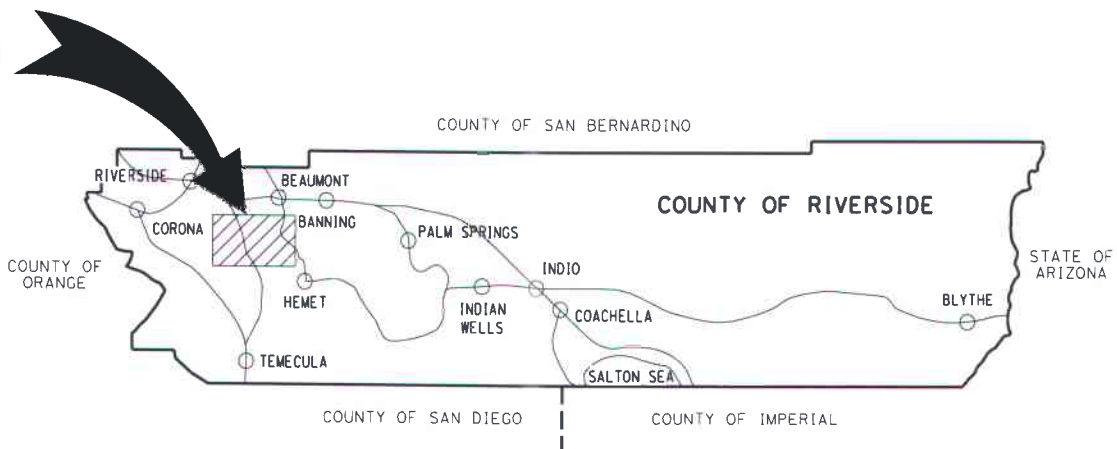 COUNTY OF SAN BERNARDINO
RIVERSIDE
BEAUMONT
COUNTY OF RIVERSIDE
CORONA
BANNING
PALM SPRINGS
COUNTY OF
ORANGE
STATE OF
ARIZONA
INDIO
HEMET
INDIAN
WELLS
COACHELLA
BLYTHE
TEMECULA
SALTON SEA
COUNTY OF SAN DIEGO
COUNTY OF IMPERIAL